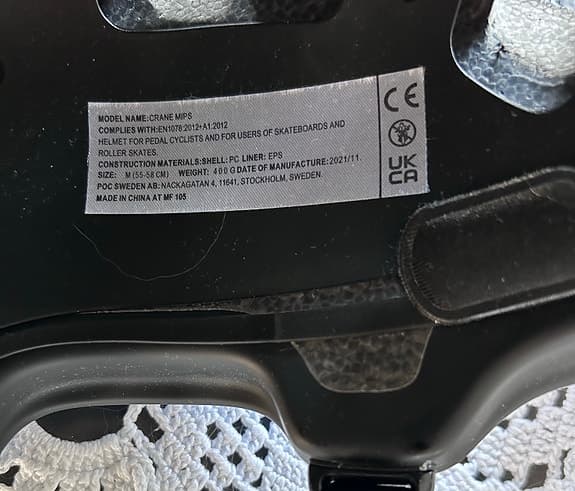 MODEL NAME:CRANE MIPS
COMPLIES WITH:EN1078:2012+A1:2012
HELMET FOR PEDAL CYCLISTS AND FOR USERS OF SKATEBOARDS AND
ROLLER SKATES.
CONSTRUCTION MATERIALS:SHELL: PC LINER: EPS
SIZE: M (55-58 CM) WEIGHT: 400 G DATE OF MANUFACTURE:2021/11.
POC SWEDEN AB: NACKAGATAN 4, 11641, STOCKHOLM, SWEDEN.
MADE IN CHINA AT MF 105
CE
UK
CA